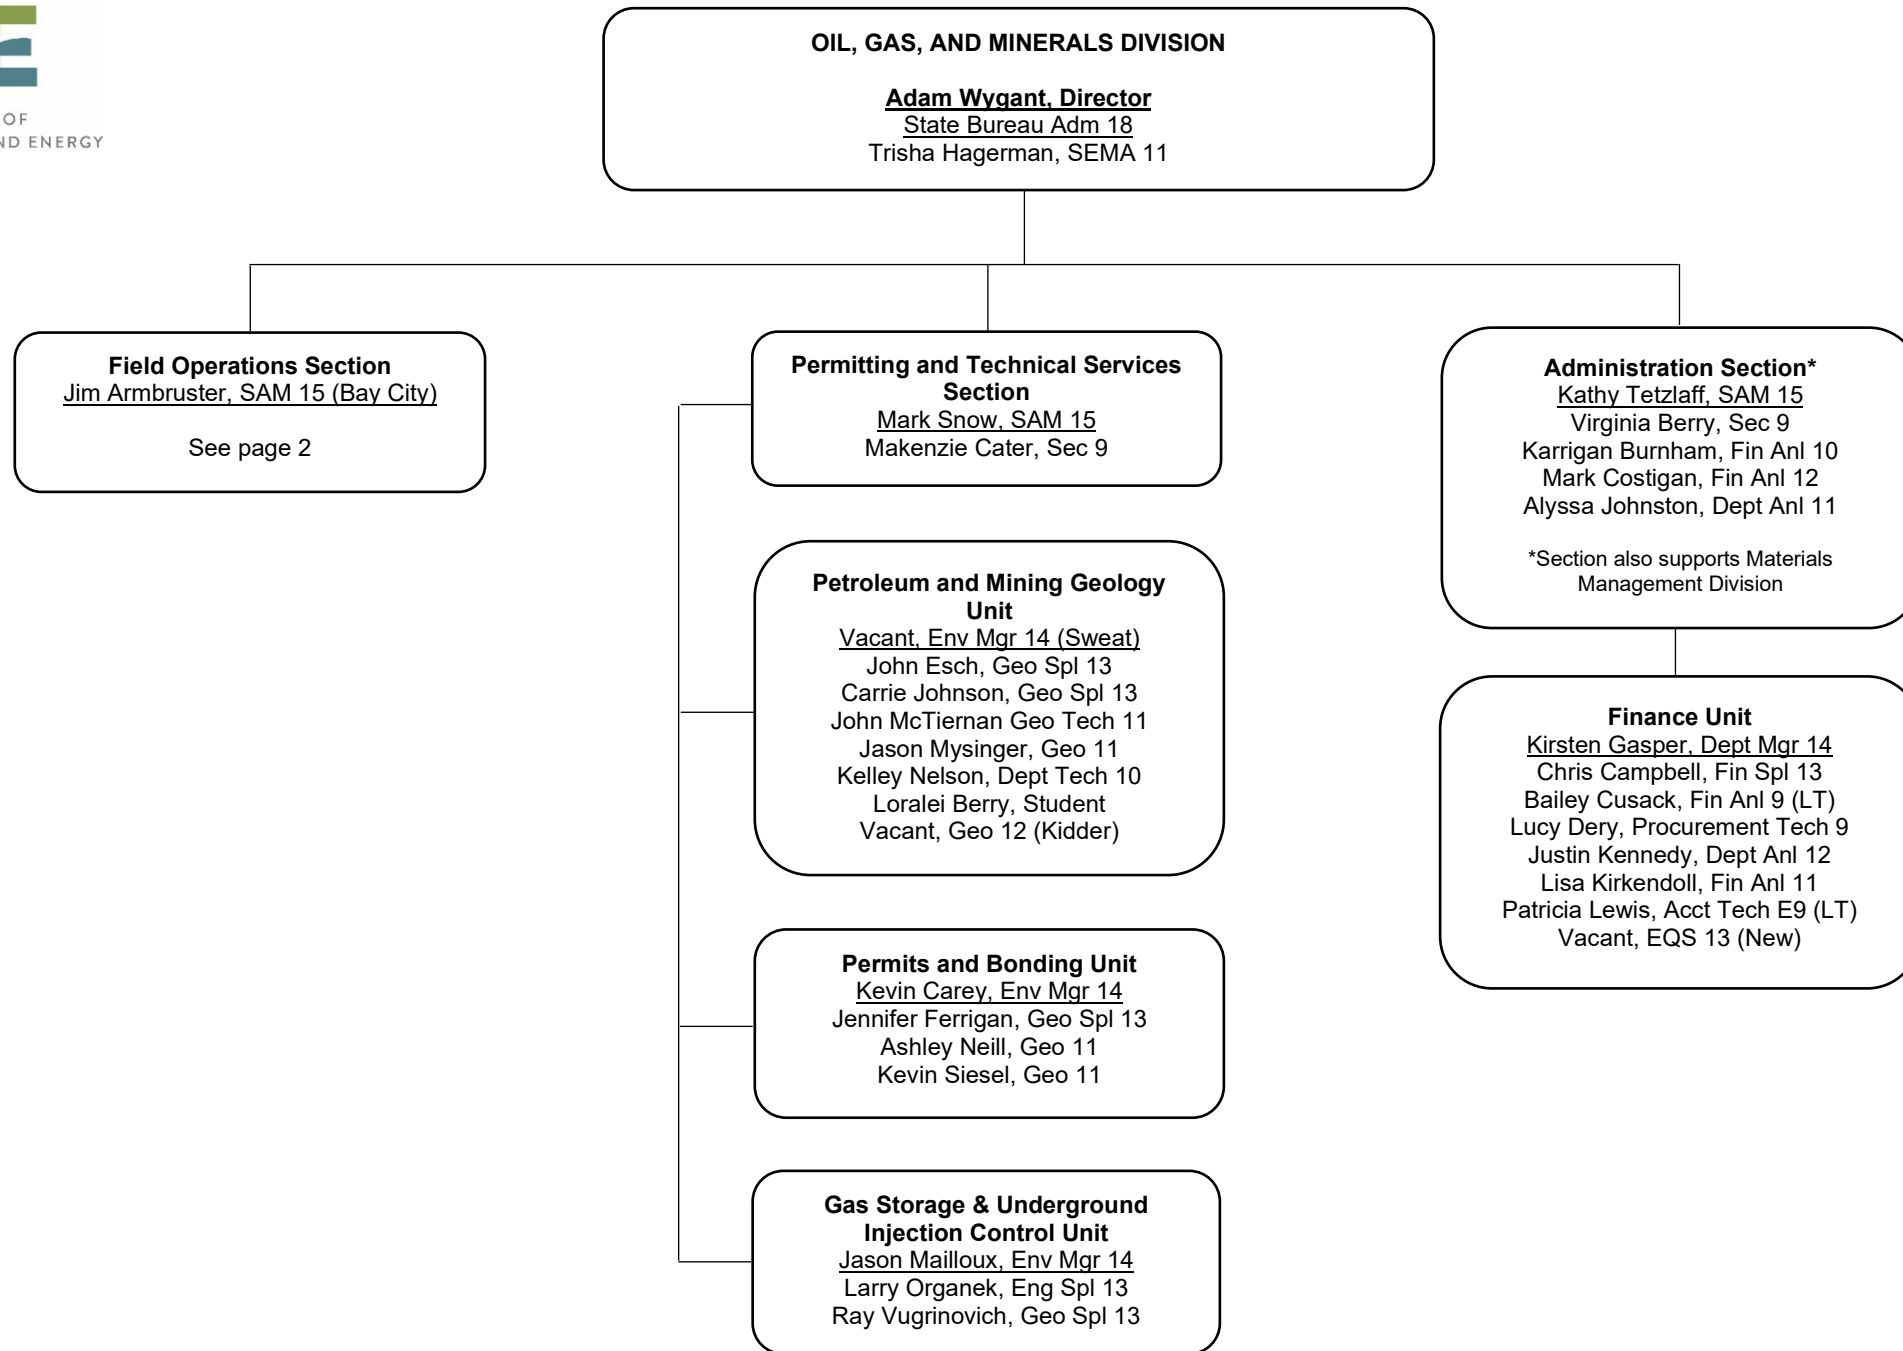 OF
ND ENERGY
OIL, GAS, AND MINERALS DIVISION
Adam Wygant, Director
State Bureau Adm 18
Trisha Hagerman, SEMA 11
Field Operations Section
Jim Armbruster, SAM 15 (Bay City)
See page 2
Permitting and Technical Services
Section
Mark Snow, SAM 15
Makenzie Cater, Sec 9
Petroleum and Mining Geology
Unit
Vacant, Env Mgr 14 (Sweat)
John Esch, Geo Spl 13
Carrie Johnson, Geo Spl 13
John McTiernan Geo Tech 11
Jason Mysinger, Geo 11
Kelley Nelson, Dept Tech 10
Loralei Berry, Student
Vacant, Geo 12 (Kidder)
Permits and Bonding Unit
Kevin Carey, Env Mgr 14
Jennifer Ferrigan, Geo Spl 13
Ashley Neill, Geo 11
Kevin Siesel, Geo 11
Gas Storage & Underground
Injection Control Unit
Jason Mailloux, Env Mgr 14
Larry Organek, Eng Spl 13
Ray Vugrinovich, Geo Spl 13
Administration Section*
Kathy Tetzlaff, SAM 15
Virginia Berry, Sec 9
Karrigan Burnham, Fin Anl 10
Mark Costigan, Fin Anl 12
Alyssa Johnston, Dept Anl 11
*Section also supports Materials
Management Division
Finance Unit
Kirsten Gasper, Dept Mgr 14
Chris Campbell, Fin Spl 13
Bailey Cusack, Fin Anl 9 (LT)
Lucy Dery, Procurement Tech 9
Justin Kennedy, Dept Anl 12
Lisa Kirkendoll, Fin Anl 11
Patricia Lewis, Acct Tech E9 (LT)
Vacant, EQS 13 (New)